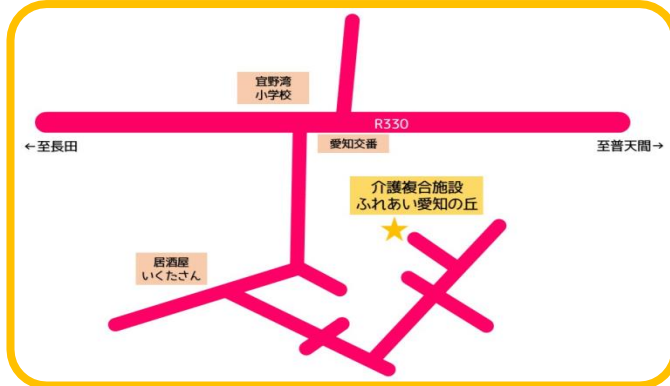 宜野湾
小学校
R330
←至長田
愛知交番
至普天間→
介護複合施設
ふれあい愛知の丘
居酒屋
いくたさん